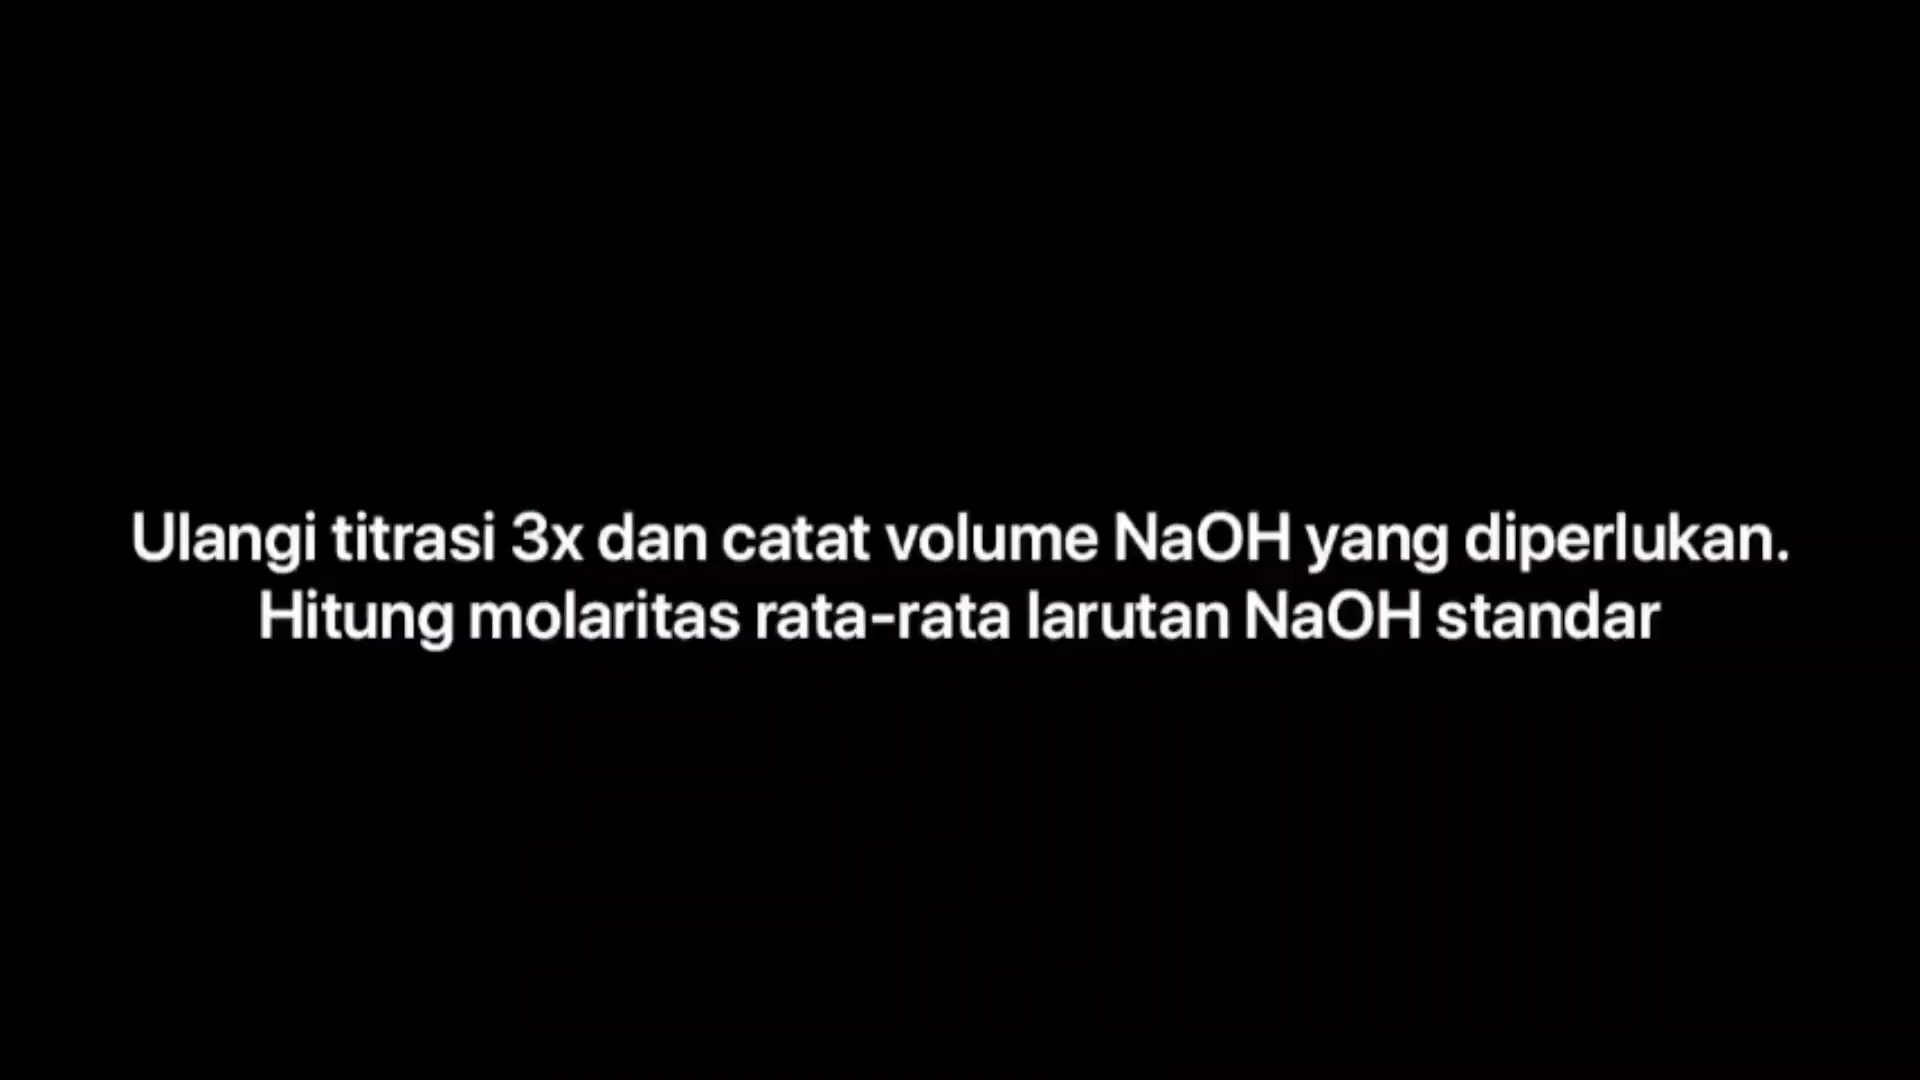 Ulangi titrasi 3x dan catat volume NaOH yang diperlukan.
Hitung molaritas rata-rata larutan NaOH standar